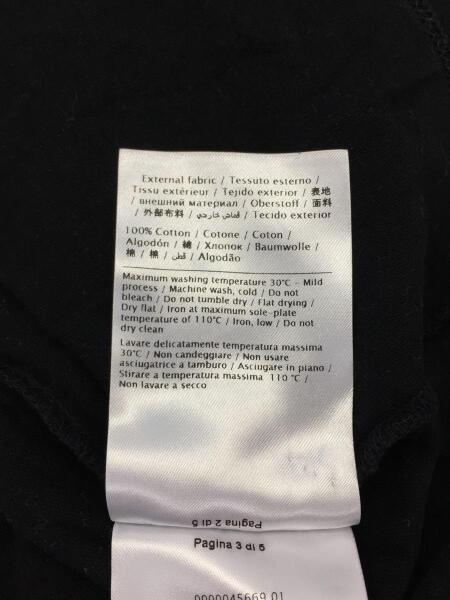 External fabric / Tessuto esterno /
Tissu extérieur / Tejido exterior / 表地
/ внешний материал / Oberstoff / 面料
/ 外部布料 / قماش خارجي / Tecido exterior
100% Cotton / Cotone / Coton /
Algodón / 綿 / Хлопок / Baumwolle /
棉 / 棉 / قطن / Algodão
Maximum washing temperature 30°C - Mild
process / Machine wash, cold / Do not
bleach / Do not tumble dry / Flat drying /
Dry flat / Iron at maximum sole-plate
temperature of 110°C / Iron, low / Do not
dry clean
Lavare delicatamente temperatura massima
30°C / Non candeggiare / Non usare
asciugatrice a tamburo / Asciugare in piano /
Stirare a temperatura massima 110 °C /
Non lavare a secco
Pagina 2 di 5
Pagina 3 di 5
0000045669 01